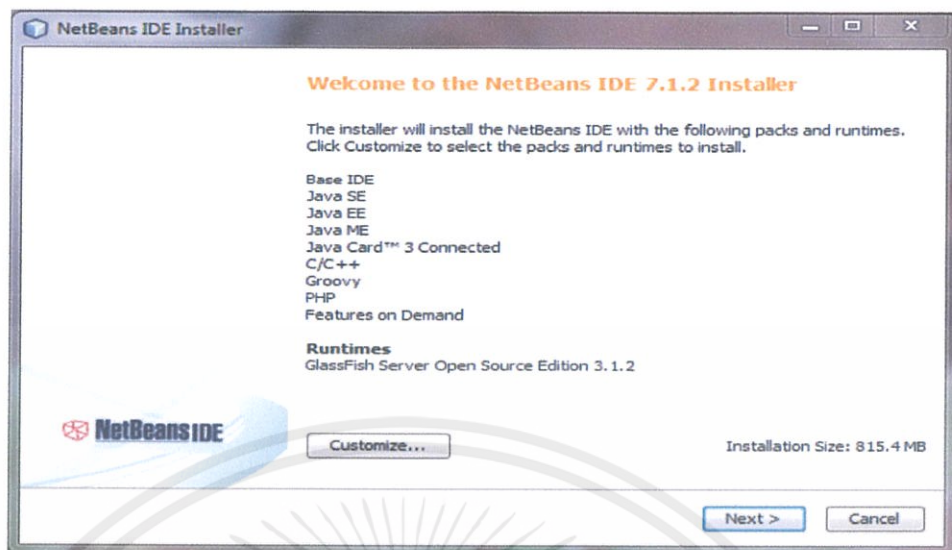 NetBeans IDE Installer
Welcome to the NetBeans IDE 7.1.2 Installer
The installer will install the NetBeans IDE with the following packs and runtimes.
Click Customize to select the packs and runtimes to install.
Base IDE
Java SE
Java EE
Java ME
Java Card™ 3 Connected
C/C++
Groovy
PHP
Features on Demand
Runtimes
GlassFish Server Open Source Edition 3.1.2
NetBeans IDE
Customize...
Installation Size: 815.4 MB
Next >
Cancel